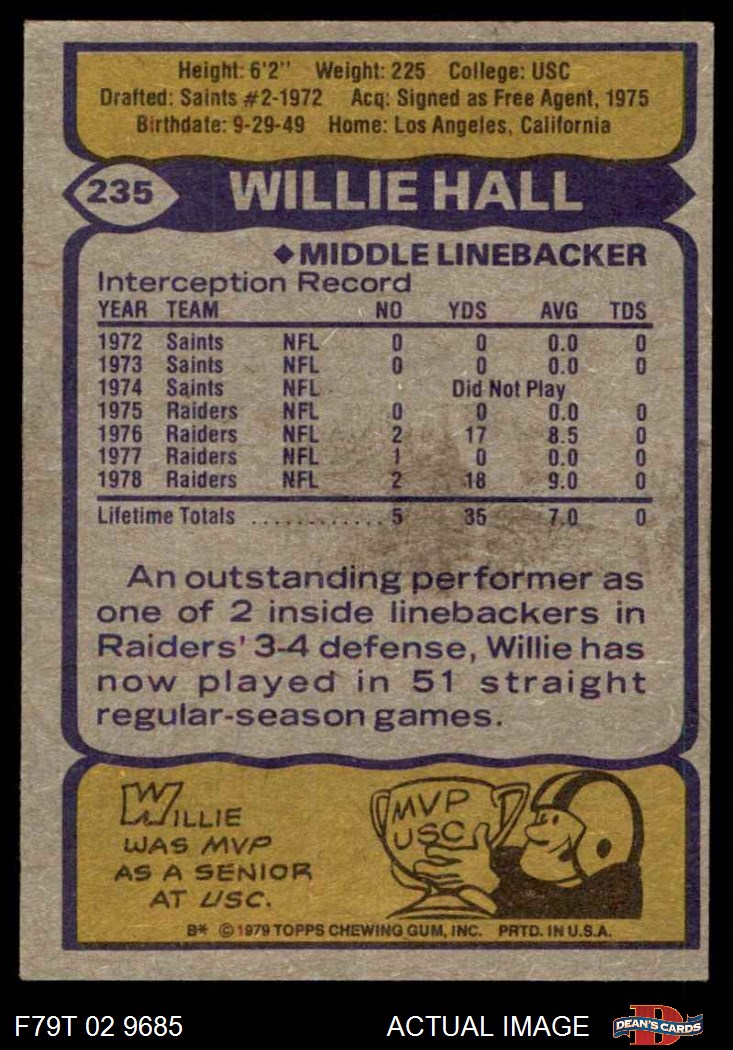 Height: 6'2" Weight: 225 College: USC
Drafted: Saints #2-1972 Acq: Signed as Free Agent, 1975
Birthdate: 9-29-49 Home: Los Angeles, California
235 WILLIE HALL
◆MIDDLE LINEBACKER
Interception Record
YEAR TEAM NO YDS AVG TDS
1972 Saints NFL 0 0 0.0 0
1973 Saints NFL 0 0 0.0 0
1974 Saints NFL Did Not Play
1975 Raiders NFL 0 0 0.0 0
1976 Raiders NFL 2 17 8.5 0
1977 Raiders NFL 1 0 0.0 0
1978 Raiders NFL 2 18 9.0 0
Lifetime Totals ............ 5 35 7.0 0
An outstanding performer as
one of 2 inside linebackers in
Raiders' 3-4 defense, Willie has
now played in 51 straight
regular-season games.
WILLIE
WAS MVP
AS A SENIOR
AT USC.
MVP
USC
B* © 1979 TOPPS CHEWING GUM, INC. PRTD. IN U.S.A.
F79T 02 9685 ACTUAL IMAGE D DEAN'S CARDS